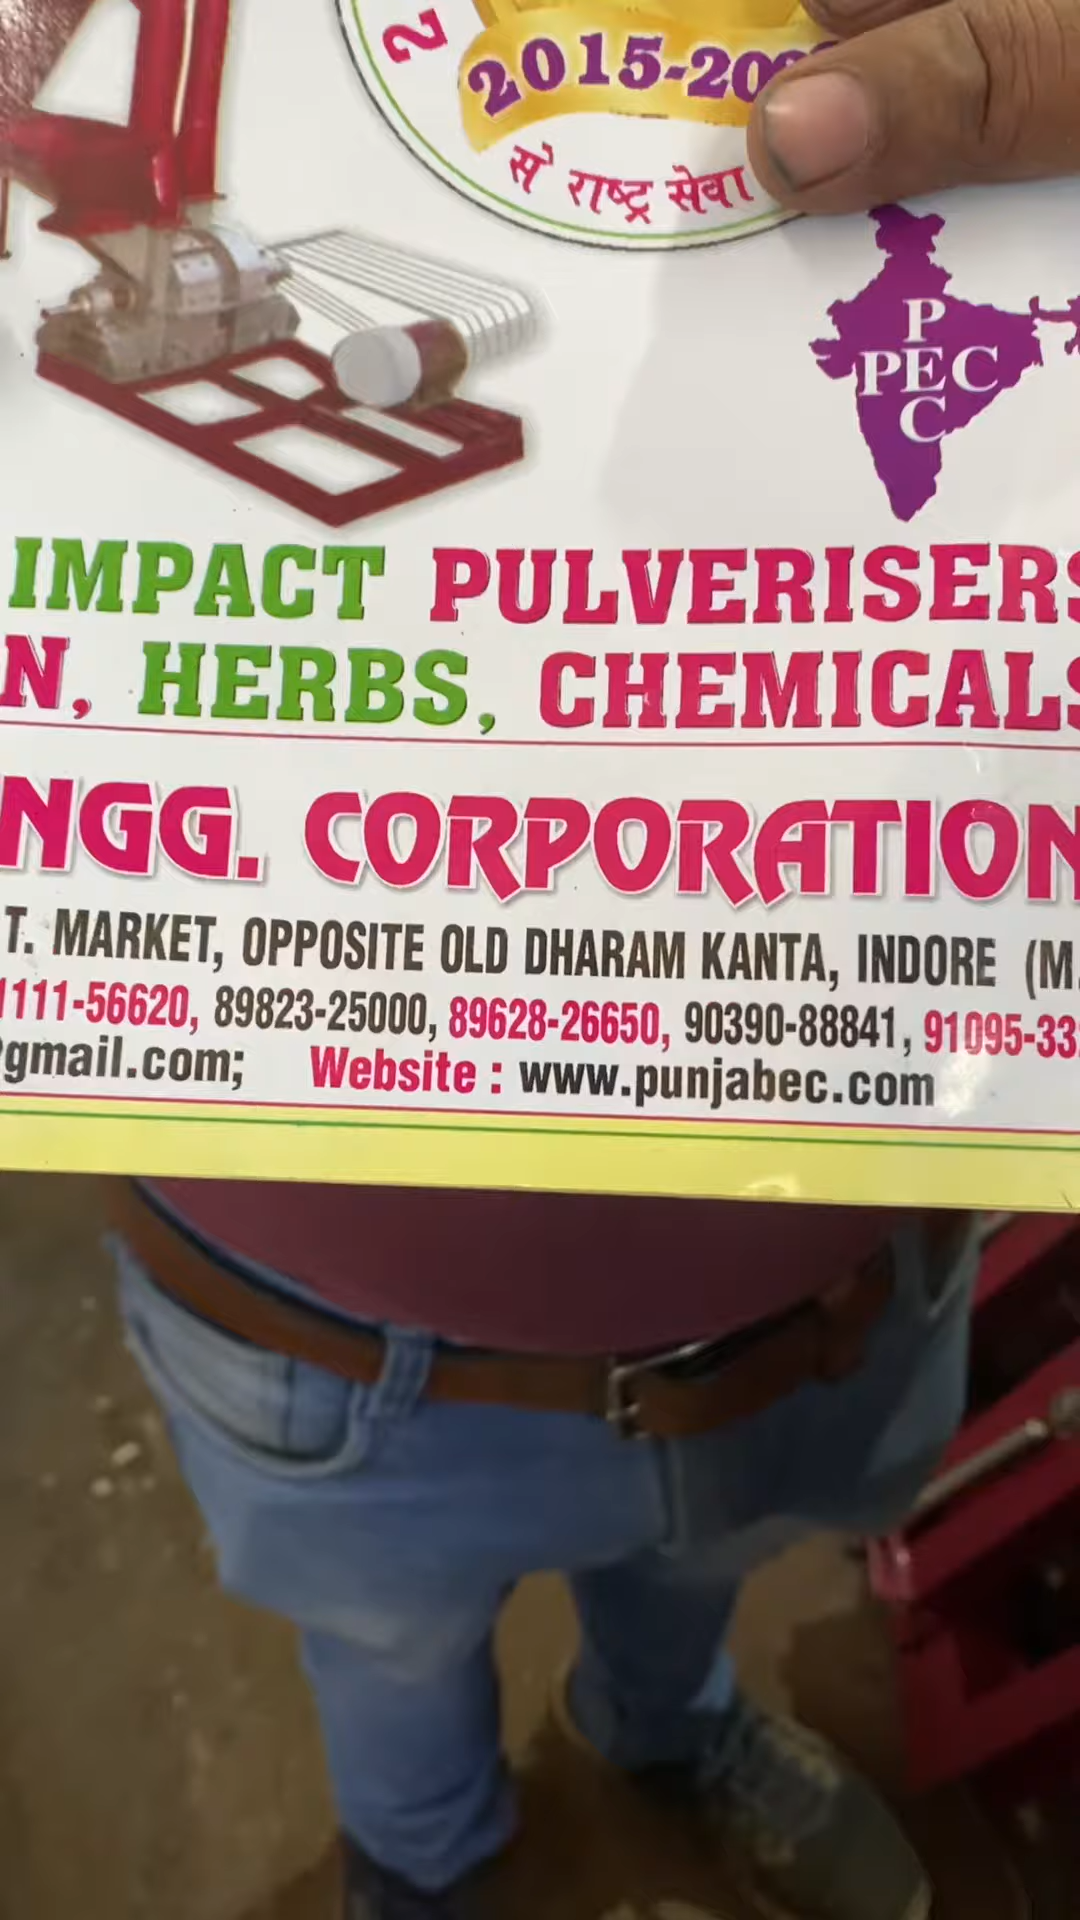 2
2015-20
से राष्ट्र सेवा
P
PEC
C
IMPACT PULVERISERS
N, HERBS, CHEMICALS
NGG. CORPORATION
T. MARKET, OPPOSITE OLD DHARAM KANTA, INDORE (M.
1111-56620, 89823-25000, 89628-26650, 90390-88841, 91095-33
@gmail.com; Website : www.punjabec.com